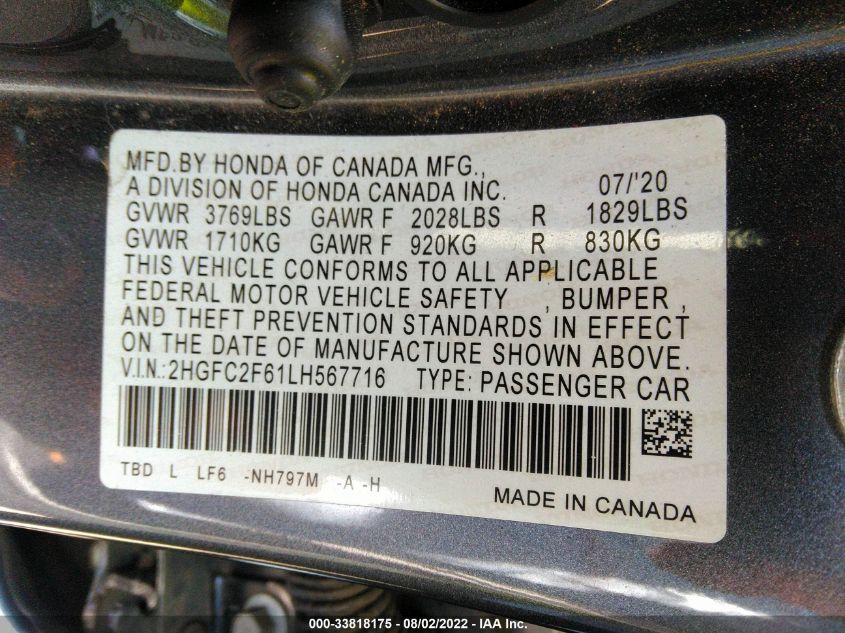 MFD.BY HONDA OF CANADA MFG.,
A DIVISION OF HONDA CANADA INC. 07/'20
GVWR 3769LBS GAWR F 2028LBS R 1829LBS
GVWR 1710KG GAWR F 920KG R 830KG
THIS VEHICLE CONFORMS TO ALL APPLICABLE
FEDERAL MOTOR VEHICLE SAFETY , BUMPER ,
AND THEFT PREVENTION STANDARDS IN EFFECT
ON THE DATE OF MANUFACTURE SHOWN ABOVE.
V.I.N.:2HGFC2F61LH567716 TYPE: PASSENGER CAR
TBD L LF6 -NH797M -A -H
MADE IN CANADA
000-33818175 - 08/02/2022 - IAA Inc.